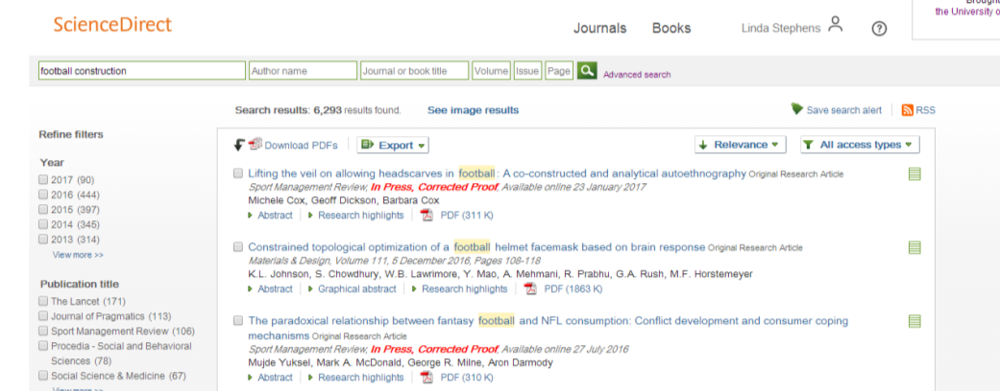 Brought
the University o
ScienceDirect
Journals Books Linda Stephens ?
football construction Author name Journal or book title Volume Issue Page Advanced search
Search results: 6,293 results found. See image results Save search alert RSS
Refine filters
Download PDFs Export Relevance All access types
Year
2017 (90)
2016 (444)
2015 (397)
2014 (345)
2013 (314)
View more >>
Publication title
The Lancet (171)
Journal of Pragmatics (113)
Sport Management Review (106)
Procedia - Social and Behavioral
Sciences (78)
Social Science & Medicine (67)
View more >>
Lifting the veil on allowing headscarves in football: A co-constructed and analytical autoethnography Original Research Article
Sport Management Review, In Press, Corrected Proof, Available online 23 January 2017
Michele Cox, Geoff Dickson, Barbara Cox
Abstract Research highlights PDF (311 K)
Constrained topological optimization of a football helmet facemask based on brain response Original Research Article
Materials & Design, Volume 111, 5 December 2016, Pages 108-118
K.L. Johnson, S. Chowdhury, W.B. Lawrimore, Y. Mao, A. Mehmani, R. Prabhu, G.A. Rush, M.F. Horstemeyer
Abstract Graphical abstract Research highlights PDF (1863 K)
The paradoxical relationship between fantasy football and NFL consumption: Conflict development and consumer coping
mechanisms Original Research Article
Sport Management Review, In Press, Corrected Proof, Available online 27 July 2016
Mujde Yuksel, Mark A. McDonald, George R. Milne, Aron Darmody
Abstract Research highlights PDF (310 K)